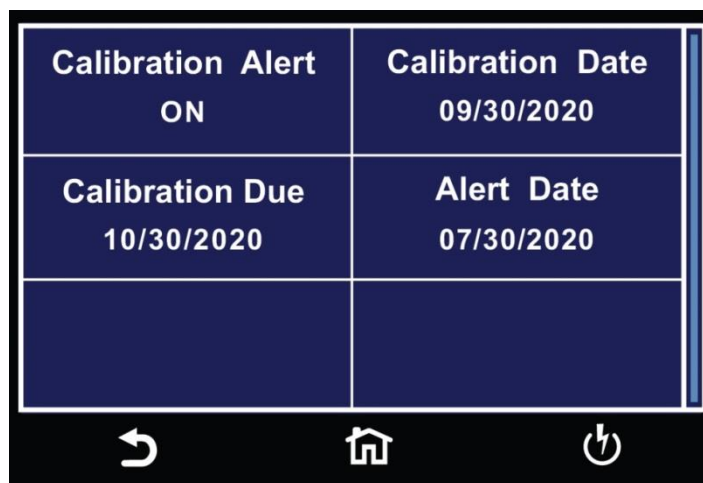 Calibration Alert
ON
Calibration Date
09/30/2020
Calibration Due
10/30/2020
Alert Date
07/30/2020